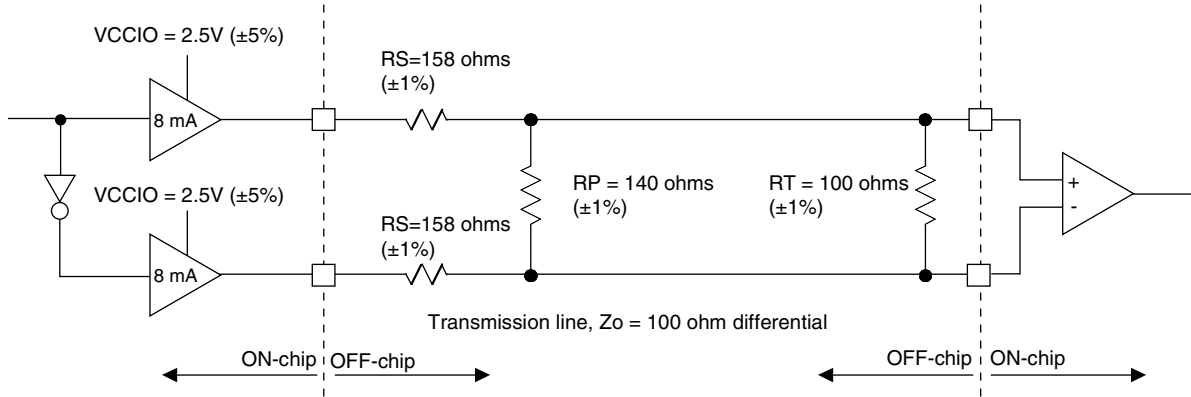 VCCIO = 2.5V (±5%)
RS=158 ohms
(±1%)
8 mA
+
-
RP = 140 ohms
(±1%)
RT = 100 ohms
(±1%)
VCCIO = 2.5V (±5%)
RS=158 ohms
(±1%)
8 mA
Transmission line, Zo = 100 ohm differential
ON-chip
OFF-chip
OFF-chip
ON-chip